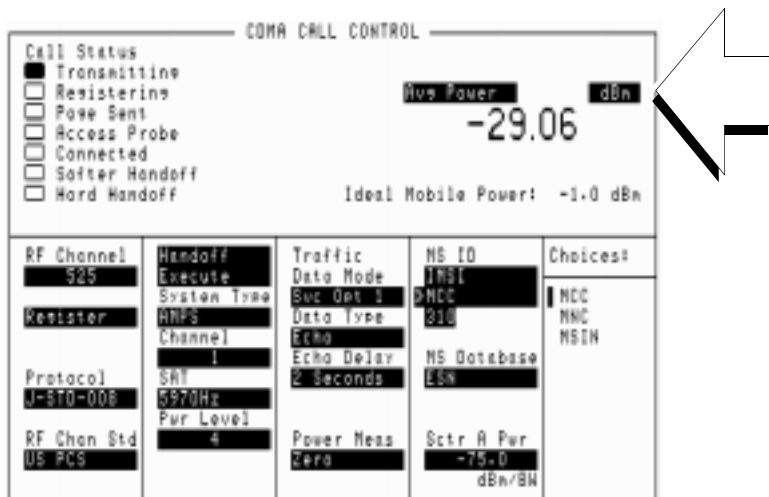 CDMA CALL CONTROL
Call Status
Transmitting
Registering
Page Sent
Access Probe
Connected
Softer Handoff
Hard Handoff
Avg Power dBm
-29.06
Ideal Mobile Power: -1.0 dBm
RF Channel
525
Register
Protocol
J-STD-008
RF Chan Std
US PCS
Handoff
Execute
System Type
AMPS
Channel
1
SAT
5970Hz
Pwr Level
4
Traffic
Data Mode
Svc Opt 1
Data Type
Echo
Echo Delay
2 Seconds
Power Meas
Zero
MS ID
IMSI
MCC
310
MS Database
ESN
Sctr A Pwr
-75.0
dBm/BW
Choices:
MCC
MNC
MSIN